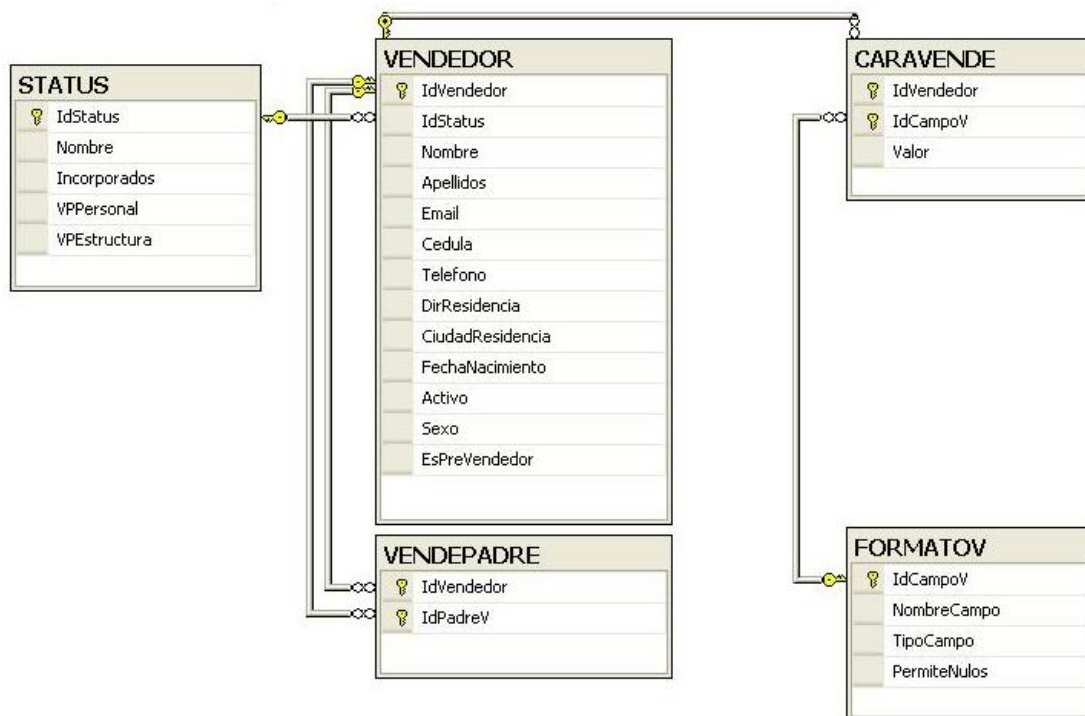 STATUS
IdStatus
Nombre
Incorporados
VPPersonal
VPEstructura
VENDEDOR
IdVendedor
IdStatus
Nombre
Apellidos
Email
Cedula
Telefono
DirResidencia
CiudadResidencia
FechaNacimiento
Activo
Sexo
EsPreVendedor
VENDEPADRE
IdVendedor
IdPadreV
CARAVENDE
IdVendedor
IdCampoV
Valor
FORMATOV
IdCampoV
NombreCampo
TipoCampo
PermiteNulos